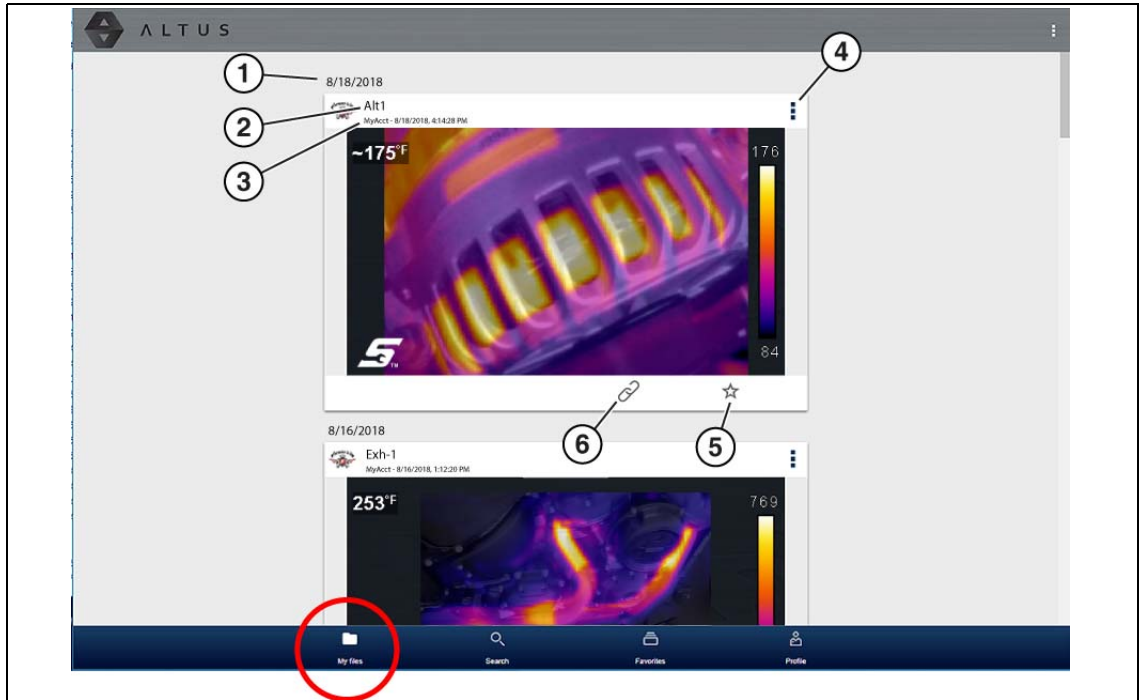 ALTUS
1
8/18/2018
4
2
Alt1
3
MyAcct - 8/18/2018, 4:14:28 PM
~175°F
176
84
TM
6
5
8/16/2018
Exh-1
MyAcct - 8/16/2018, 1:12:20 PM
253°F
769
My files
Search
Favorites
Profile